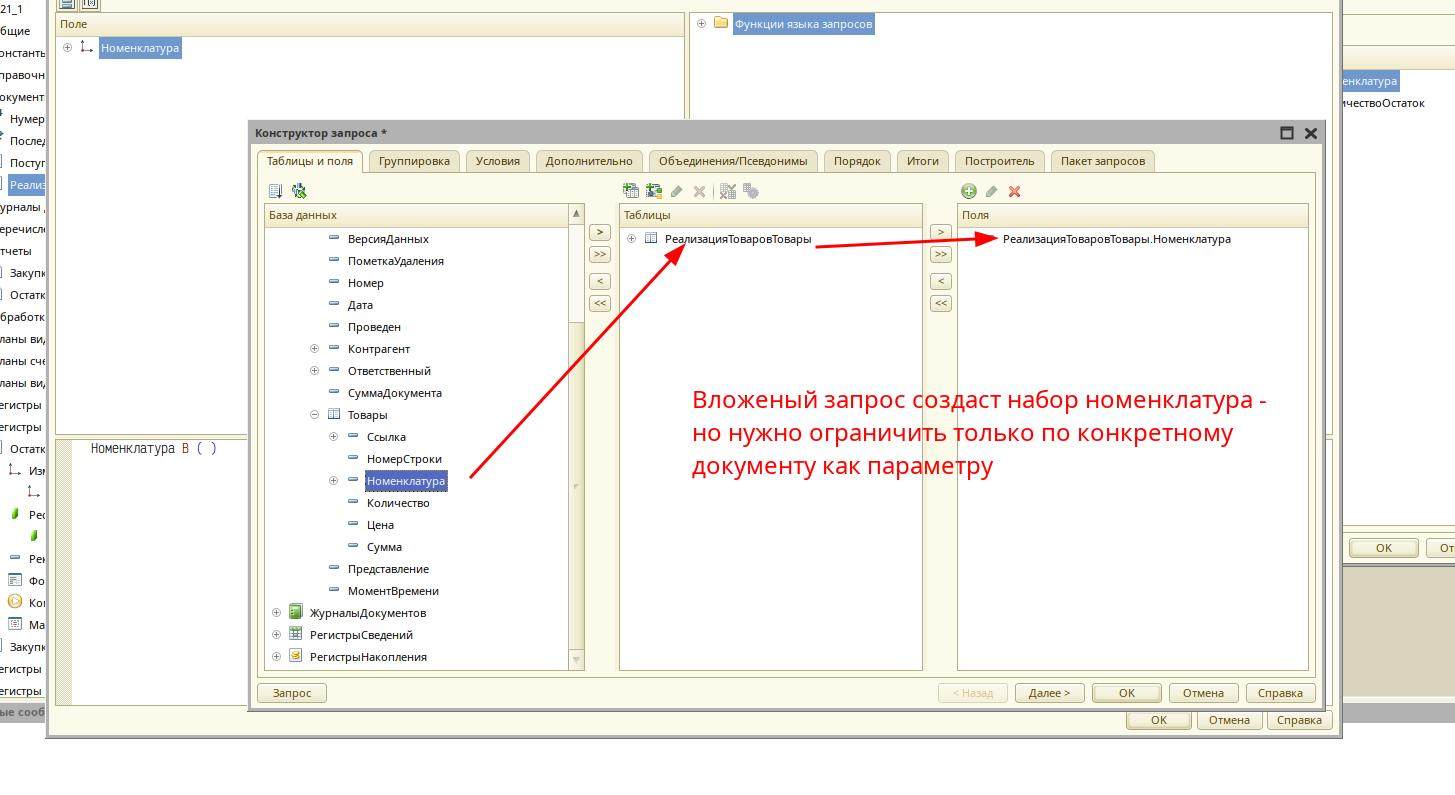 21_1
Поле
Номенклатура
Функции языка запросов
Конструктор запроса *
Таблицы и поля
Группировка
Условия
Дополнительно
Объединения/Псевдонимы
Порядок
Итоги
Построитель
Пакет запросов
База данных
ВерсияДанных
ПометкаУдаления
Номер
Дата
Проведен
Контрагент
Ответственный
СуммаДокумента
Товары
Ссылка
НомерСтроки
Номенклатура
Количество
Цена
Сумма
Представление
МоментВремени
ЖурналыДокументов
РегистрыСведений
РегистрыНакопления
>
>>
<
<<
Таблицы
РеализацияТоваровТовары
>
>>
<
<<
Поля
РеализацияТоваровТовары.Номенклатура
Вложеный запрос создаст набор номенклатура -
но нужно ограничить только по конкретному
документу как параметру
Запрос
< Назад
Далее >
OK
Отмена
Справка
Номенклатура В ( )
OK
Отмена
Справка
бщие
онстанты
правочн
окумент
Нумер
Послед
Поступ
Реализ
урналы
еречисл
тчеты
Закупк
Остатк
бработк
ланы ви
ланы сче
ланы ви
егистры
егистры
Остатк
Изм
Рес
Рек
Фо
Ко
Ма
Закупк
егистры
егистры
ые сооб
енклатура
ичествоОстаток
OK
От